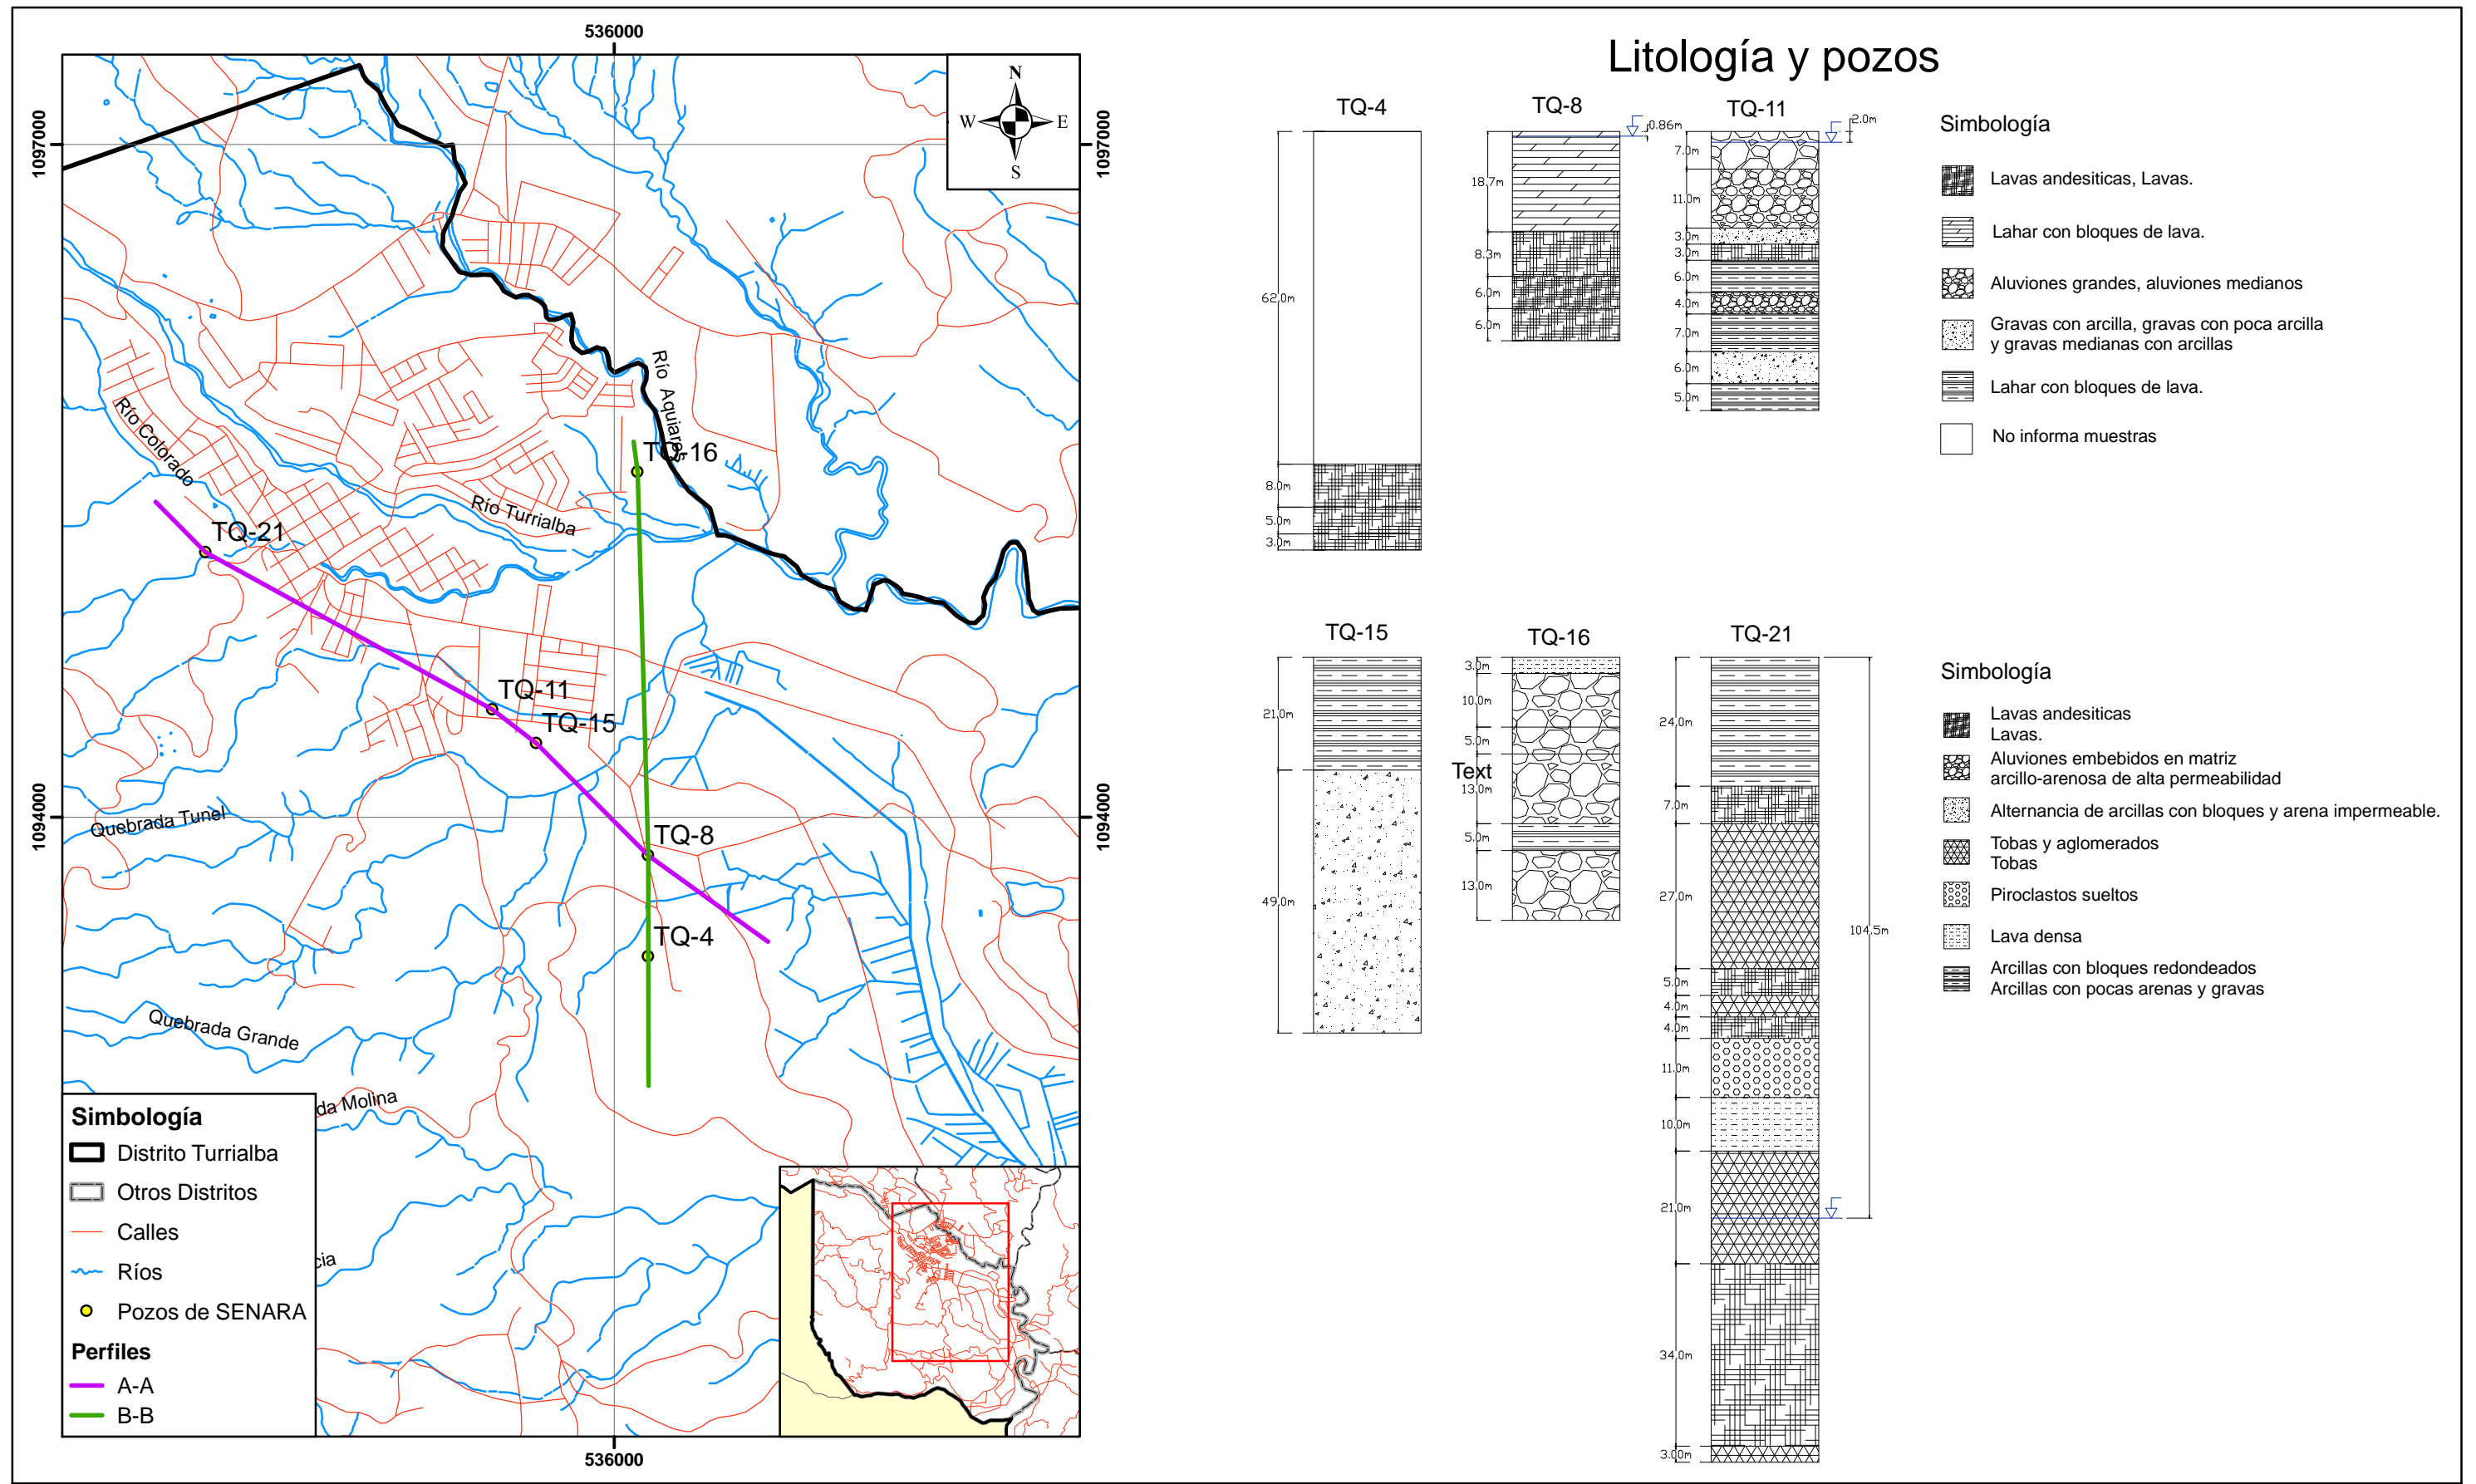 536000
1097000
1097000
N
W
E
S
Río Aquiares
TQ-16
Río Colorado
Río Turrialba
TQ-21
TQ-11
TQ-15
1094000
1094000
Quebrada Tunel
TQ-8
TQ-4
Quebrada Grande
da Molina
cia
Simbología
Distrito Turrialba
Otros Distritos
Calles
Ríos
Pozos de SENARA
Perfiles
A-A
B-B
536000
Litología y pozos
TQ-4
62.0m
8.0m
5.0m
3.0m
TQ-8
0.86m
18.7m
8.3m
6.0m
6.0m
TQ-11
2.0m
7.0m
11.0m
3.0m
3.0m
6.0m
4.0m
7.0m
6.0m
5.0m
Simbología
Lavas andesiticas, Lavas.
Lahar con bloques de lava.
Aluviones grandes, aluviones medianos
Gravas con arcilla, gravas con poca arcilla
y gravas medianas con arcillas
Lahar con bloques de lava.
No informa muestras
TQ-15
21.0m
49.0m
TQ-16
3.0m
10.0m
5.0m
Text
13.0m
5.0m
13.0m
TQ-21
24.0m
7.0m
27.0m
5.0m
4.0m
4.0m
11.0m
10.0m
21.0m
34.0m
3.00m
104.5m
Simbología
Lavas andesiticas
Lavas.
Aluviones embebidos en matriz
arcillo-arenosa de alta permeabilidad
Alternancia de arcillas con bloques y arena impermeable.
Tobas y aglomerados
Tobas
Piroclastos sueltos
Lava densa
Arcillas con bloques redondeados
Arcillas con pocas arenas y gravas